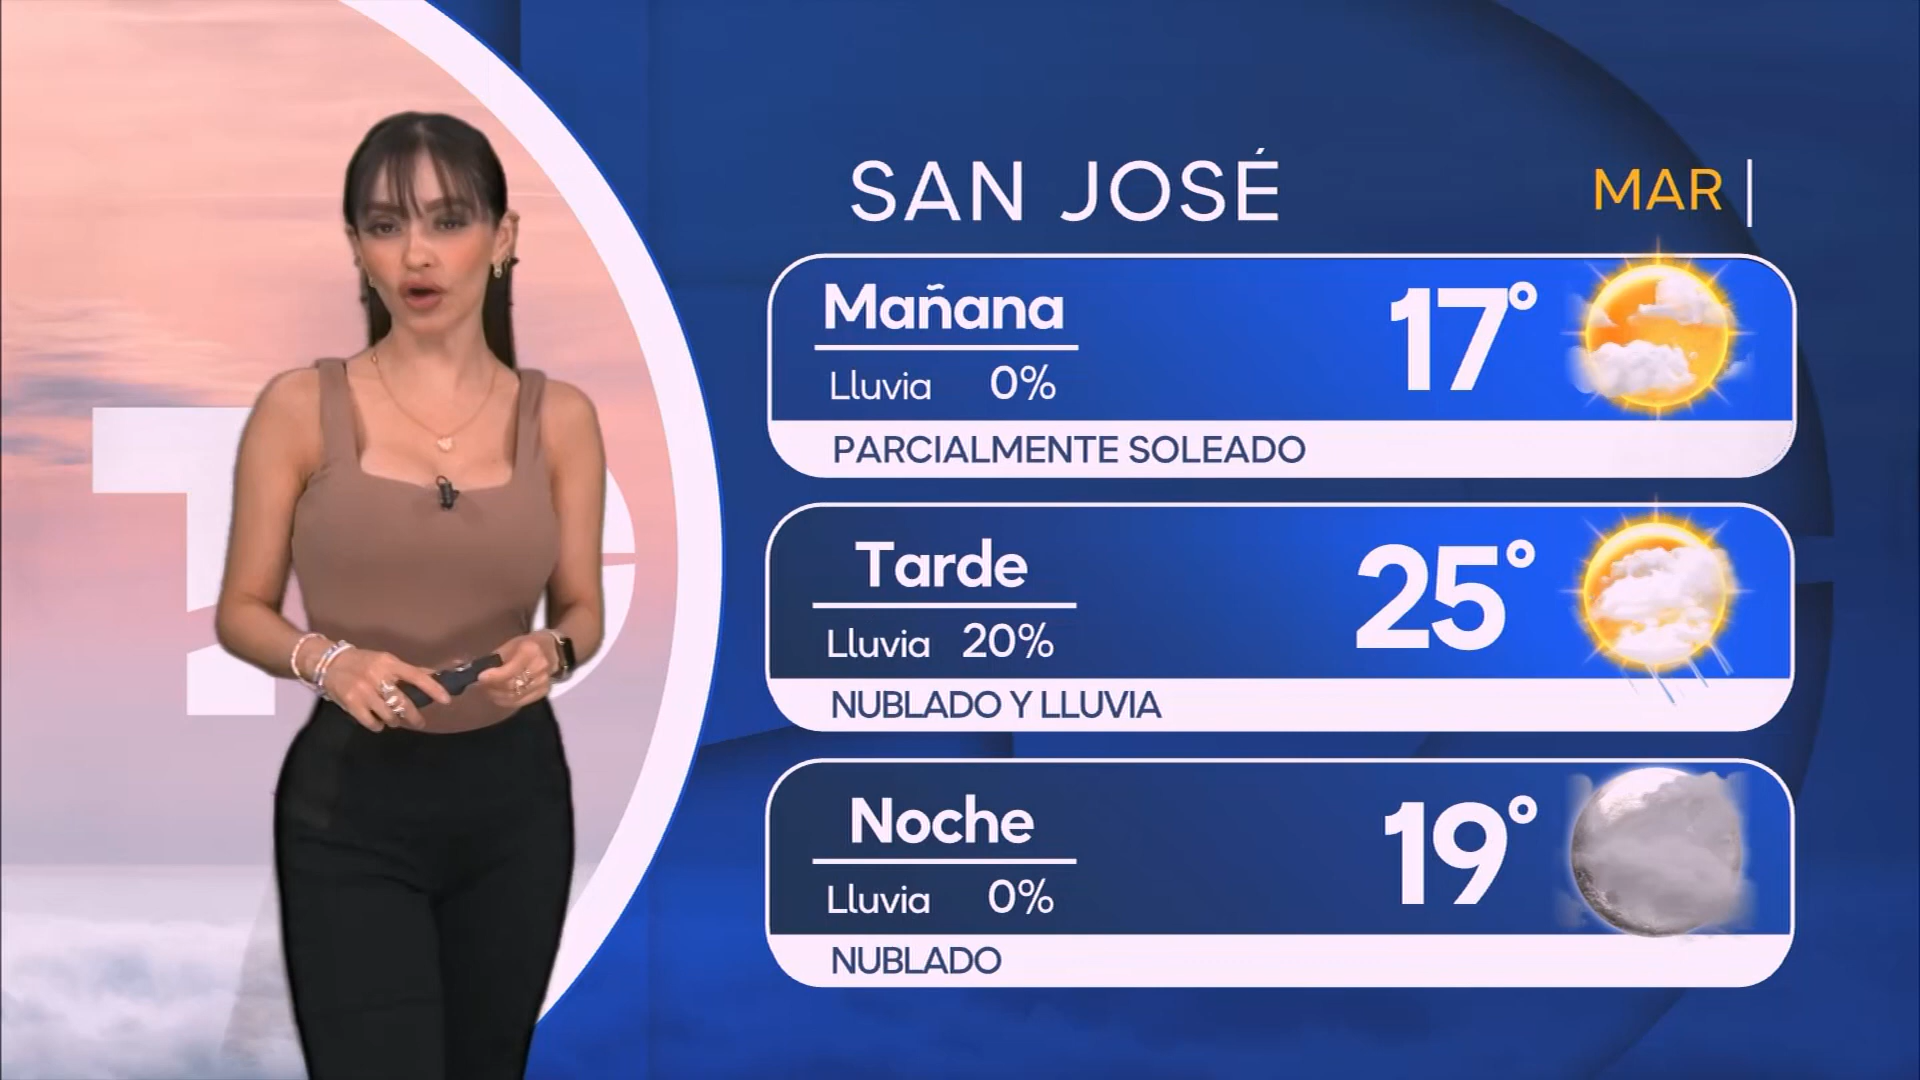 SAN JOSÉ
MAR |
Mañana
17°
Lluvia 0%
PARCIALMENTE SOLEADO
Tarde
25°
Lluvia 20%
NUBLADO Y LLUVIA
Noche
19°
Lluvia 0%
NUBLADO